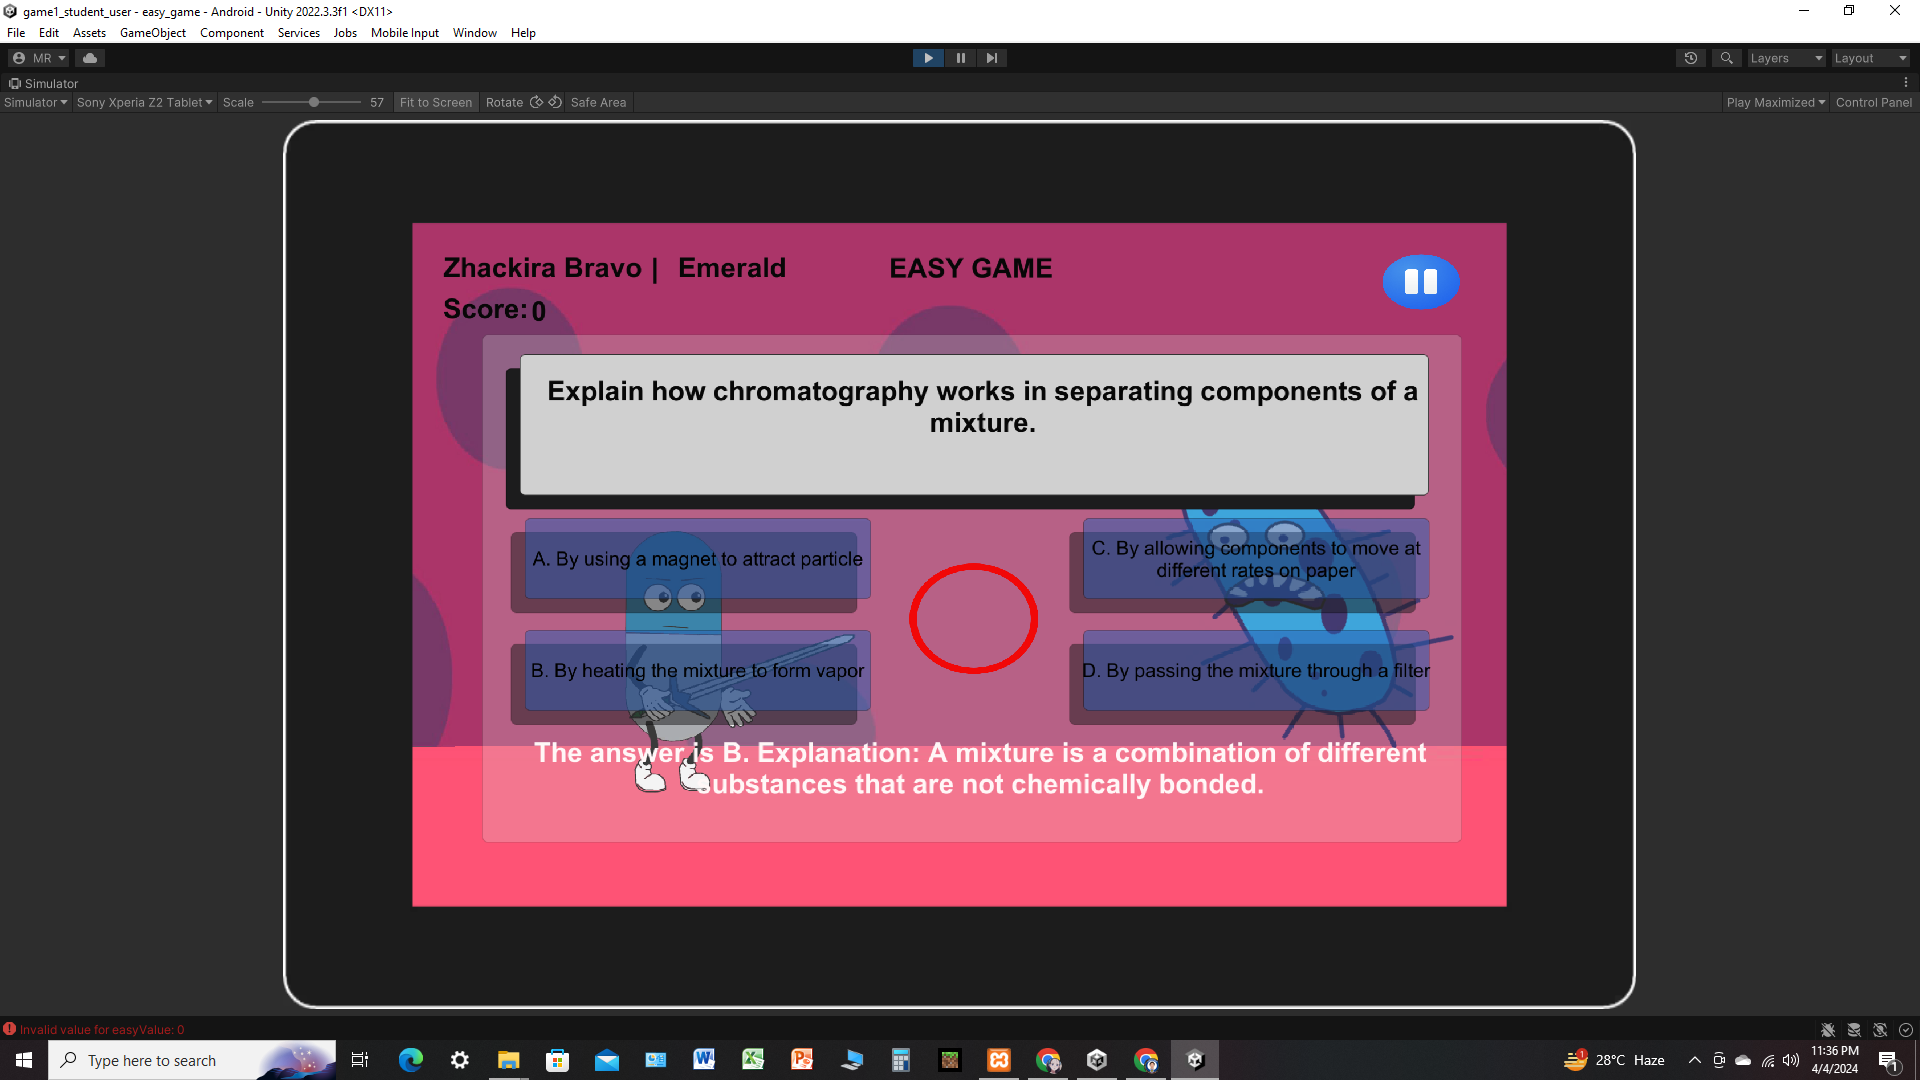 game1_student_user - easy_game - Android - Unity 2022.3.3f1 <DX11>
File Edit Assets GameObject Component Services Jobs Mobile Input Window Help
MR Layers Layout
Simulator
Simulator Sony Xperia Z2 Tablet Scale 57 Fit to Screen Rotate Safe Area Play Maximized Control Panel
Zhackira Bravo | Emerald EASY GAME
Score: 0
Explain how chromatography works in separating components of a
mixture.
A. By using a magnet to attract particle
B. By heating the mixture to form vapor
C. By allowing components to move at
different rates on paper
D. By passing the mixture through a filter
The answer is B. Explanation: A mixture is a combination of different
substances that are not chemically bonded.
Invalid value for easyValue: 0
Type here to search
28°C Haze
11:36 PM
4/4/2024
1
1